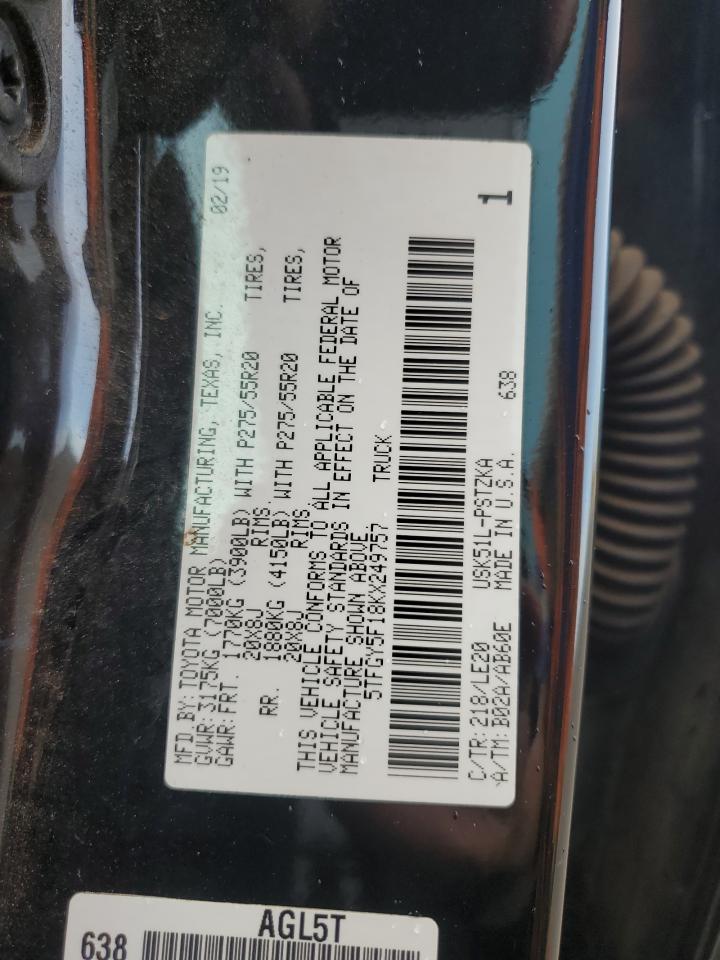 MFD.BY:TOYOTA MOTOR MANUFACTURING, TEXAS, INC. 02/19
GVWR:3175KG (7000LB)
GAWR:FRT. 1770KG (3900LB) WITH P275/55R20 TIRES,
20X8J RIMS
RR. 1880KG (4150LB) WITH P275/55R20 TIRES,
20X8J RIMS
THIS VEHICLE CONFORMS TO ALL APPLICABLE FEDERAL MOTOR
VEHICLE SAFETY STANDARDS IN EFFECT ON THE DATE OF
MANUFACTURE SHOWN ABOVE
5TFGY5F18KX249757 TRUCK
C/TR:218/LE20 USK51L-PSTZKA 638
A/TM:B02A/AB60E MADE IN U.S.A.
1
AGL5T
638